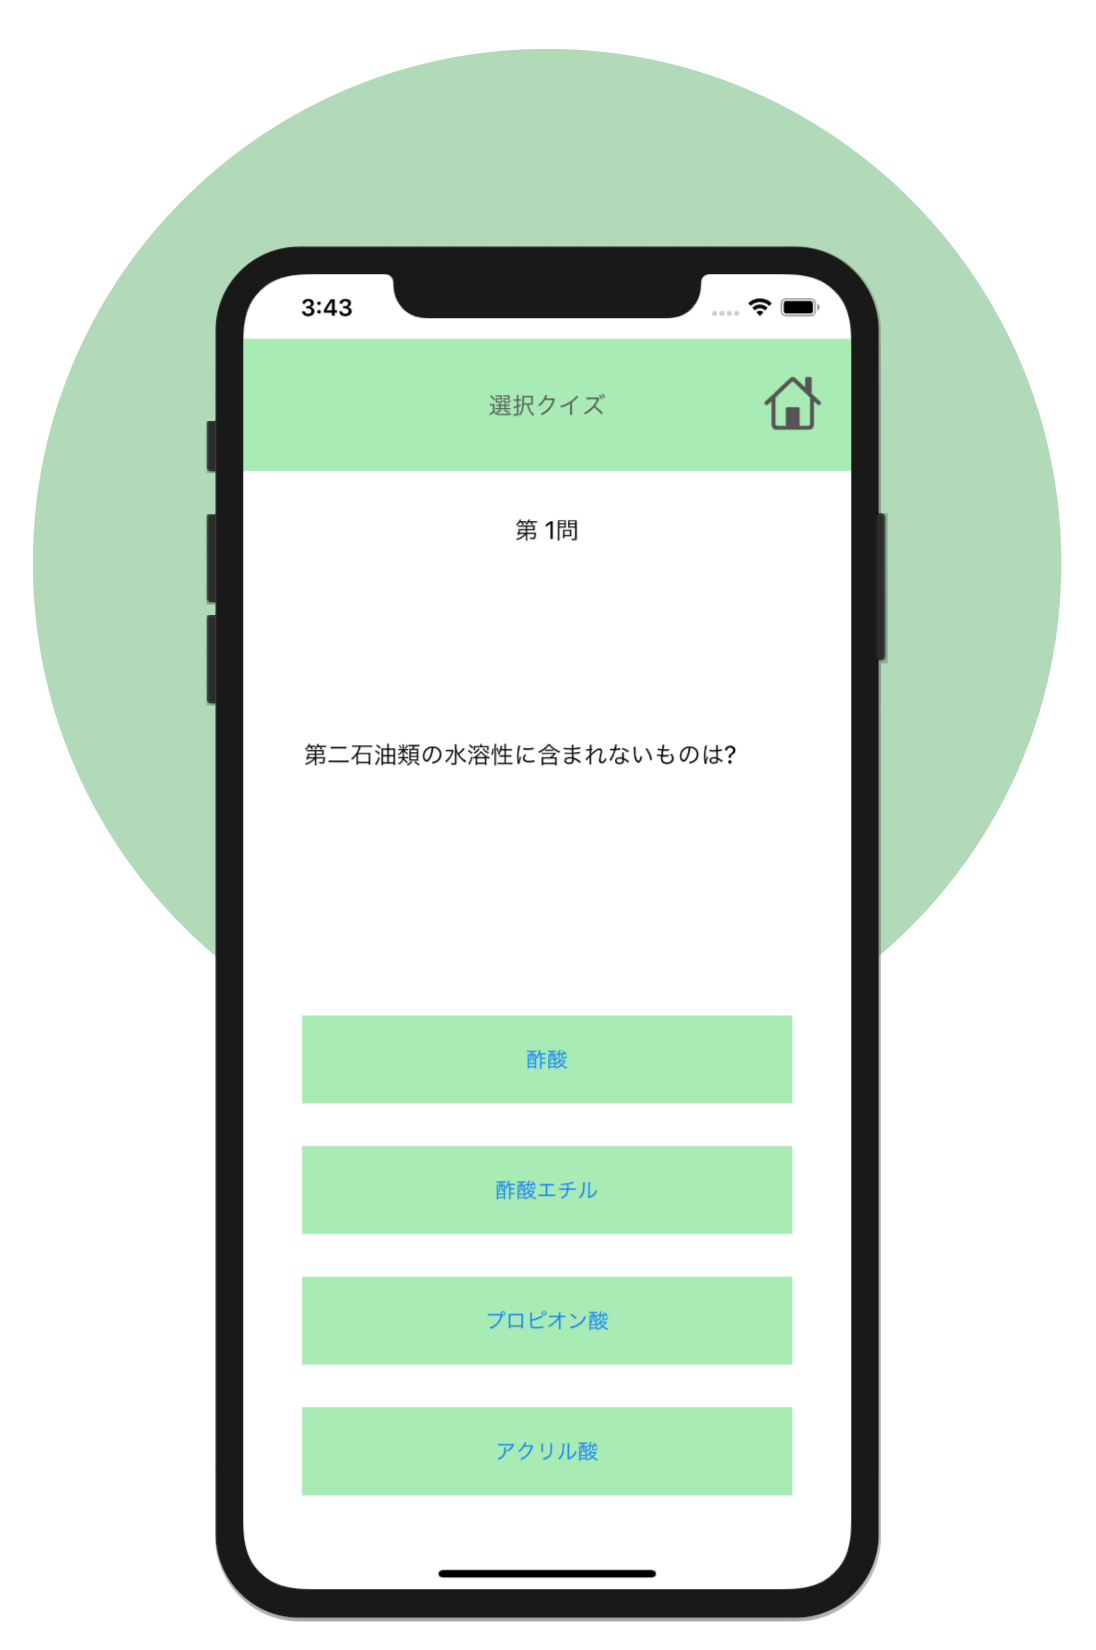 3:43
選択クイズ
第 1問
第二石油類の水溶性に含まれないものは?
酢酸
酢酸エチル
プロピオン酸
アクリル酸